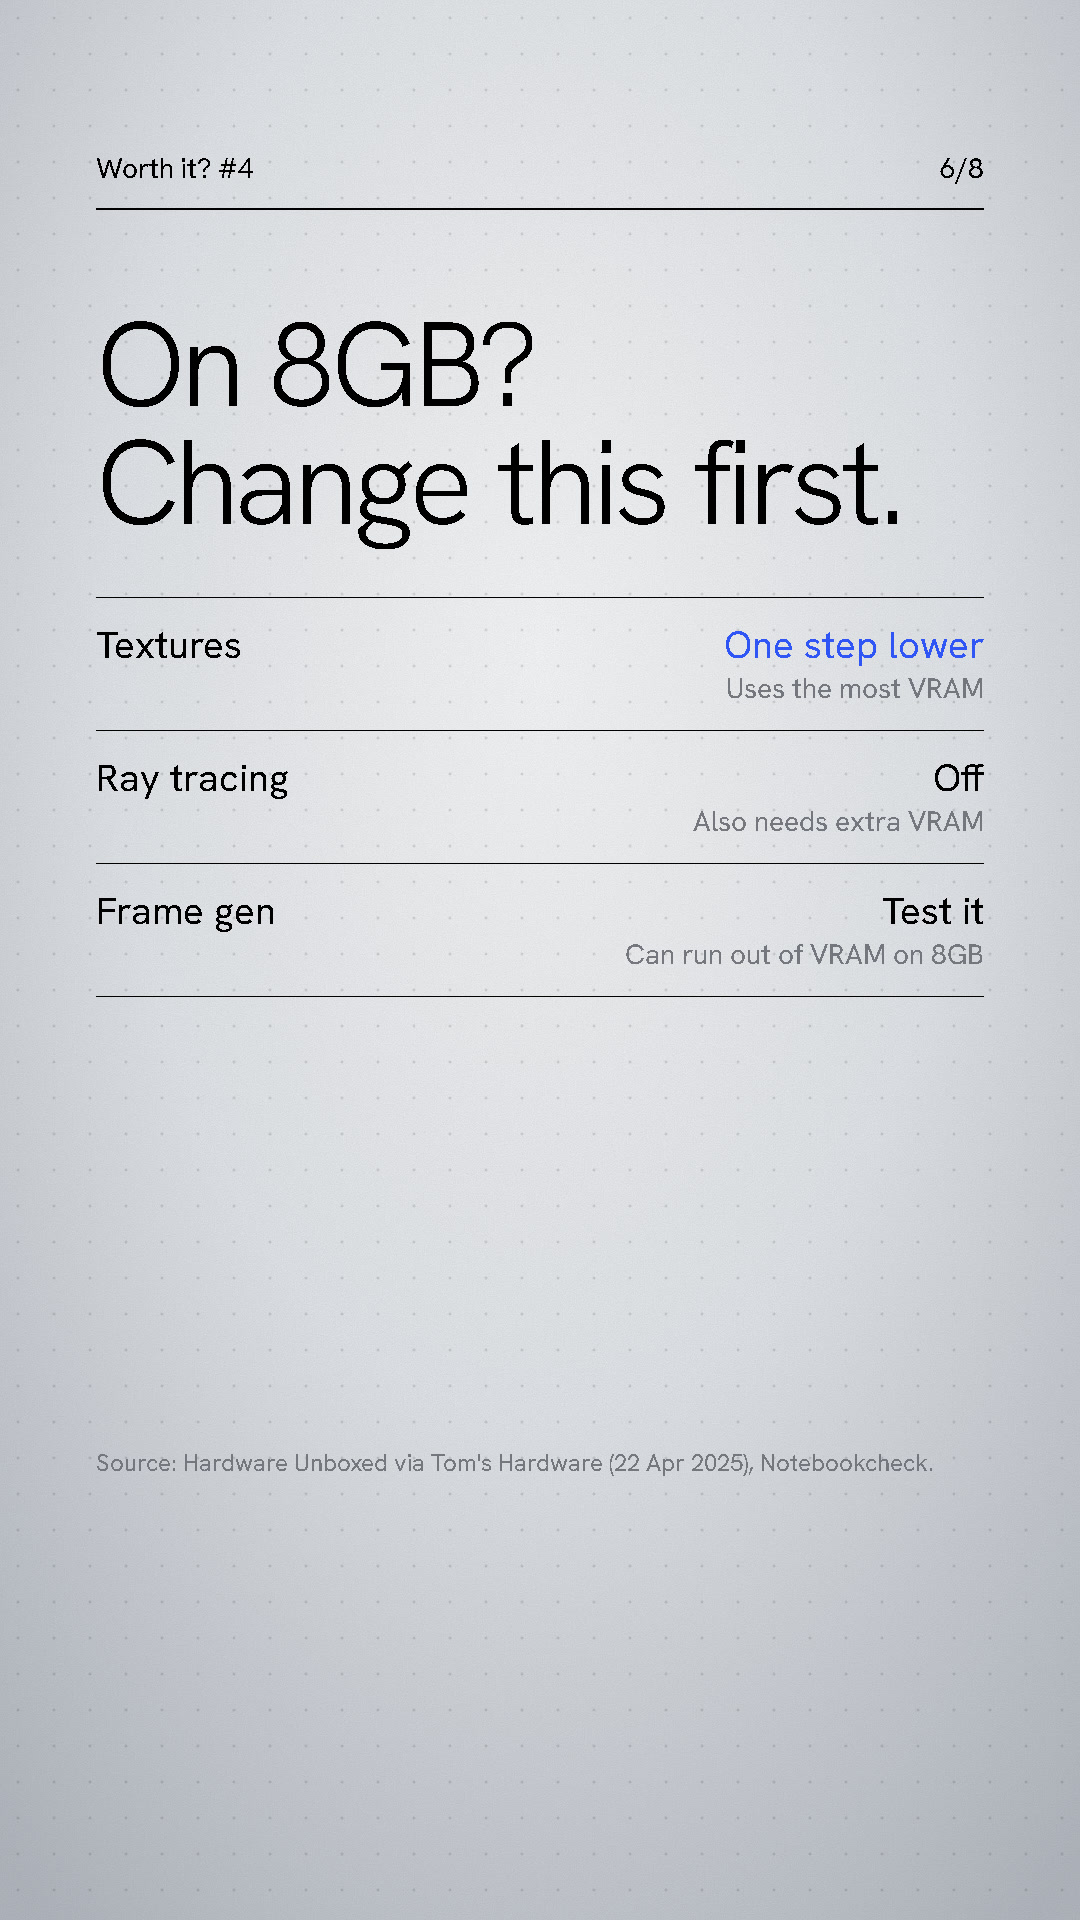 Worth it? #4
6/8
On 8GB?
Change this first.
Textures
One step lower
Uses the most VRAM
Ray tracing
Off
Also needs extra VRAM
Frame gen
Test it
Can run out of VRAM on 8GB
Source: Hardware Unboxed via Tom's Hardware (22 Apr 2025), Notebookcheck.